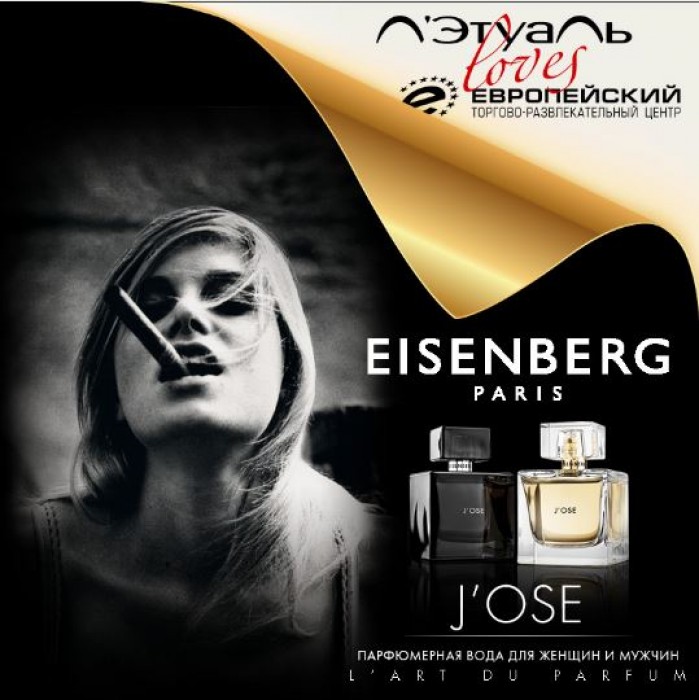 Л'Этуаль
loves
ЕВРОПЕЙСКИЙ
ТОРГОВО-РАЗВЛЕКАТЕЛЬНЫЙ ЦЕНТР
EISENBERG
PARIS
J'OSE
J'OSE
J'OSE
ПАРФЮМЕРНАЯ ВОДА ДЛЯ ЖЕНЩИН И МУЖЧИН
L'ART DU PARFUM